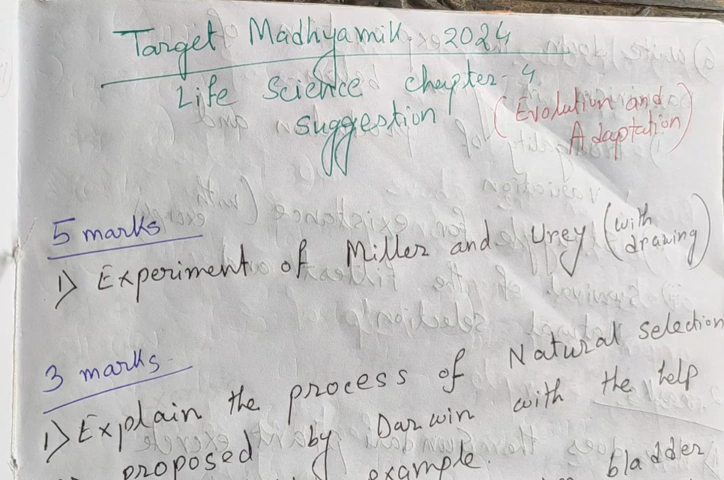 Target Madhyamik 2024
Life Science chapter-4
suggestion
(Evolution and
Adaptation)
5 marks
1) Experiment of Miller and Urey (with
drawing)
3 marks
1) Explain the process of Natural selection
proposed by Darwin with the help
example.
bladder